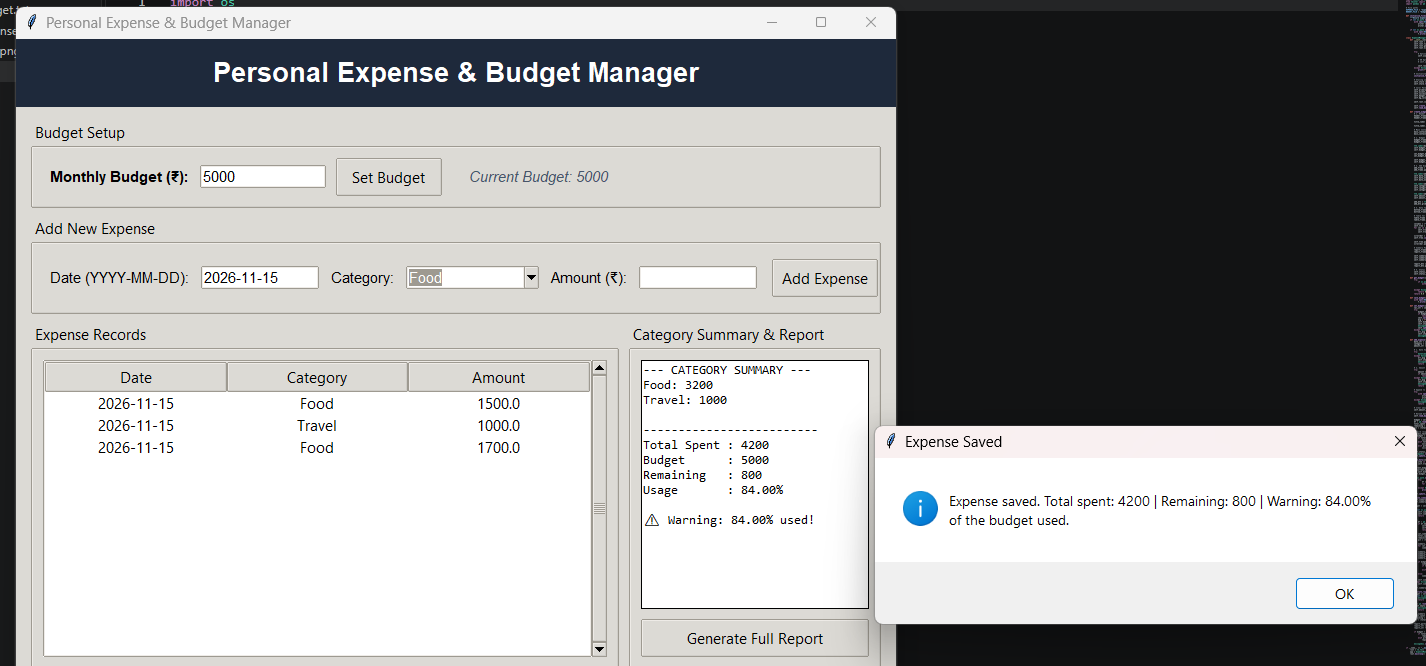 import os
Personal Expense & Budget Manager
Personal Expense & Budget Manager
Budget Setup
Monthly Budget (₹): 5000 Set Budget Current Budget: 5000
Add New Expense
Date (YYYY-MM-DD): 2026-11-15 Category: Food Amount (₹): Add Expense
Expense Records
Date Category Amount
2026-11-15 Food 1500.0
2026-11-15 Travel 1000.0
2026-11-15 Food 1700.0
Category Summary & Report
--- CATEGORY SUMMARY ---
Food: 3200
Travel: 1000
------------------------
Total Spent : 4200
Budget : 5000
Remaining : 800
Usage : 84.00%
⚠ Warning: 84.00% used!
Generate Full Report
Expense Saved
Expense saved. Total spent: 4200 | Remaining: 800 | Warning: 84.00%
of the budget used.
OK